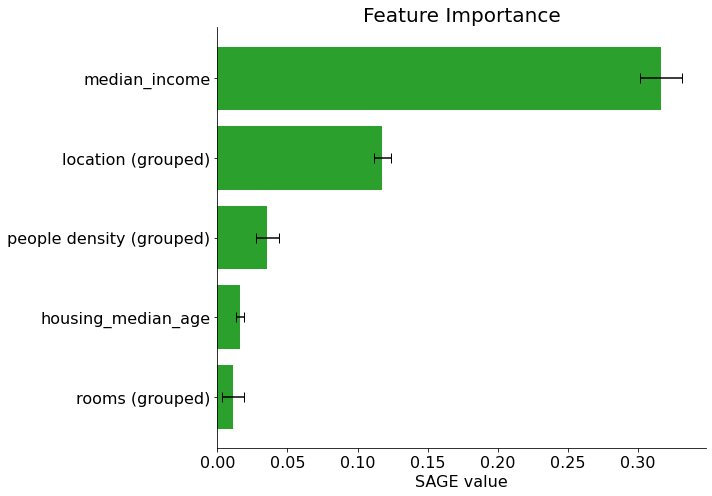 Feature Importance
median_income
location (grouped)
people density (grouped)
housing_median_age
rooms (grouped)
0.00 0.05 0.10 0.15 0.20 0.25 0.30
SAGE value